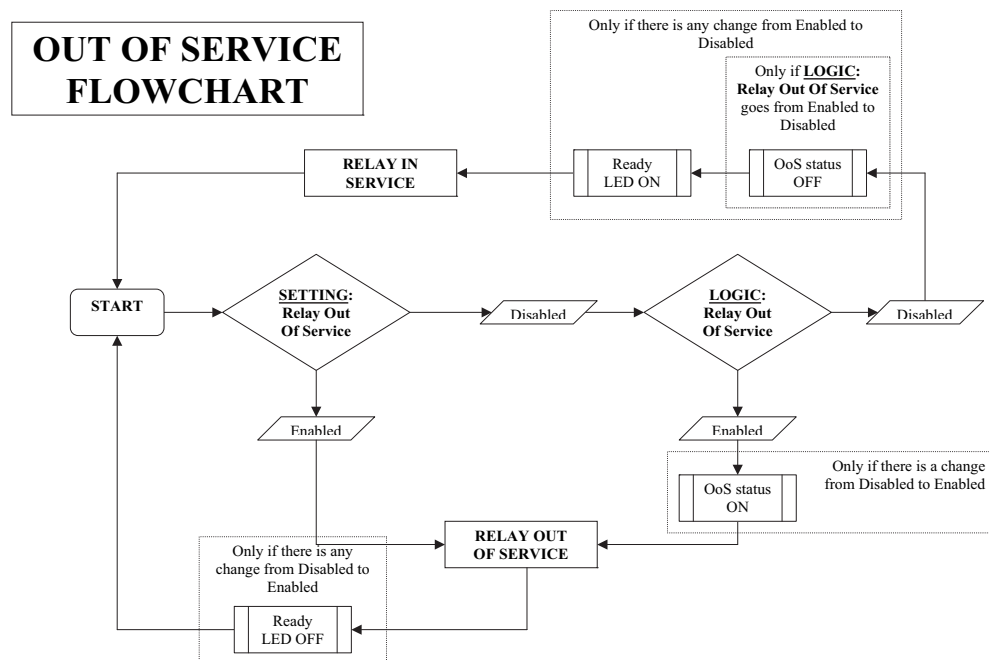 OUT OF SERVICE
FLOWCHART
Only if there is any change from Enabled to
Disabled
Only if LOGIC:
Relay Out Of Service
goes from Enabled to
Disabled
RELAY IN
SERVICE
Ready
LED ON
OoS status
OFF
START
SETTING:
Relay Out
Of Service
Disabled
LOGIC:
Relay Out
Of Service
Disabled
Enabled
Enabled
Only if there is a change
from Disabled to Enabled
OoS status
ON
RELAY OUT
OF SERVICE
Only if there is any
change from Disabled to
Enabled
Ready
LED OFF